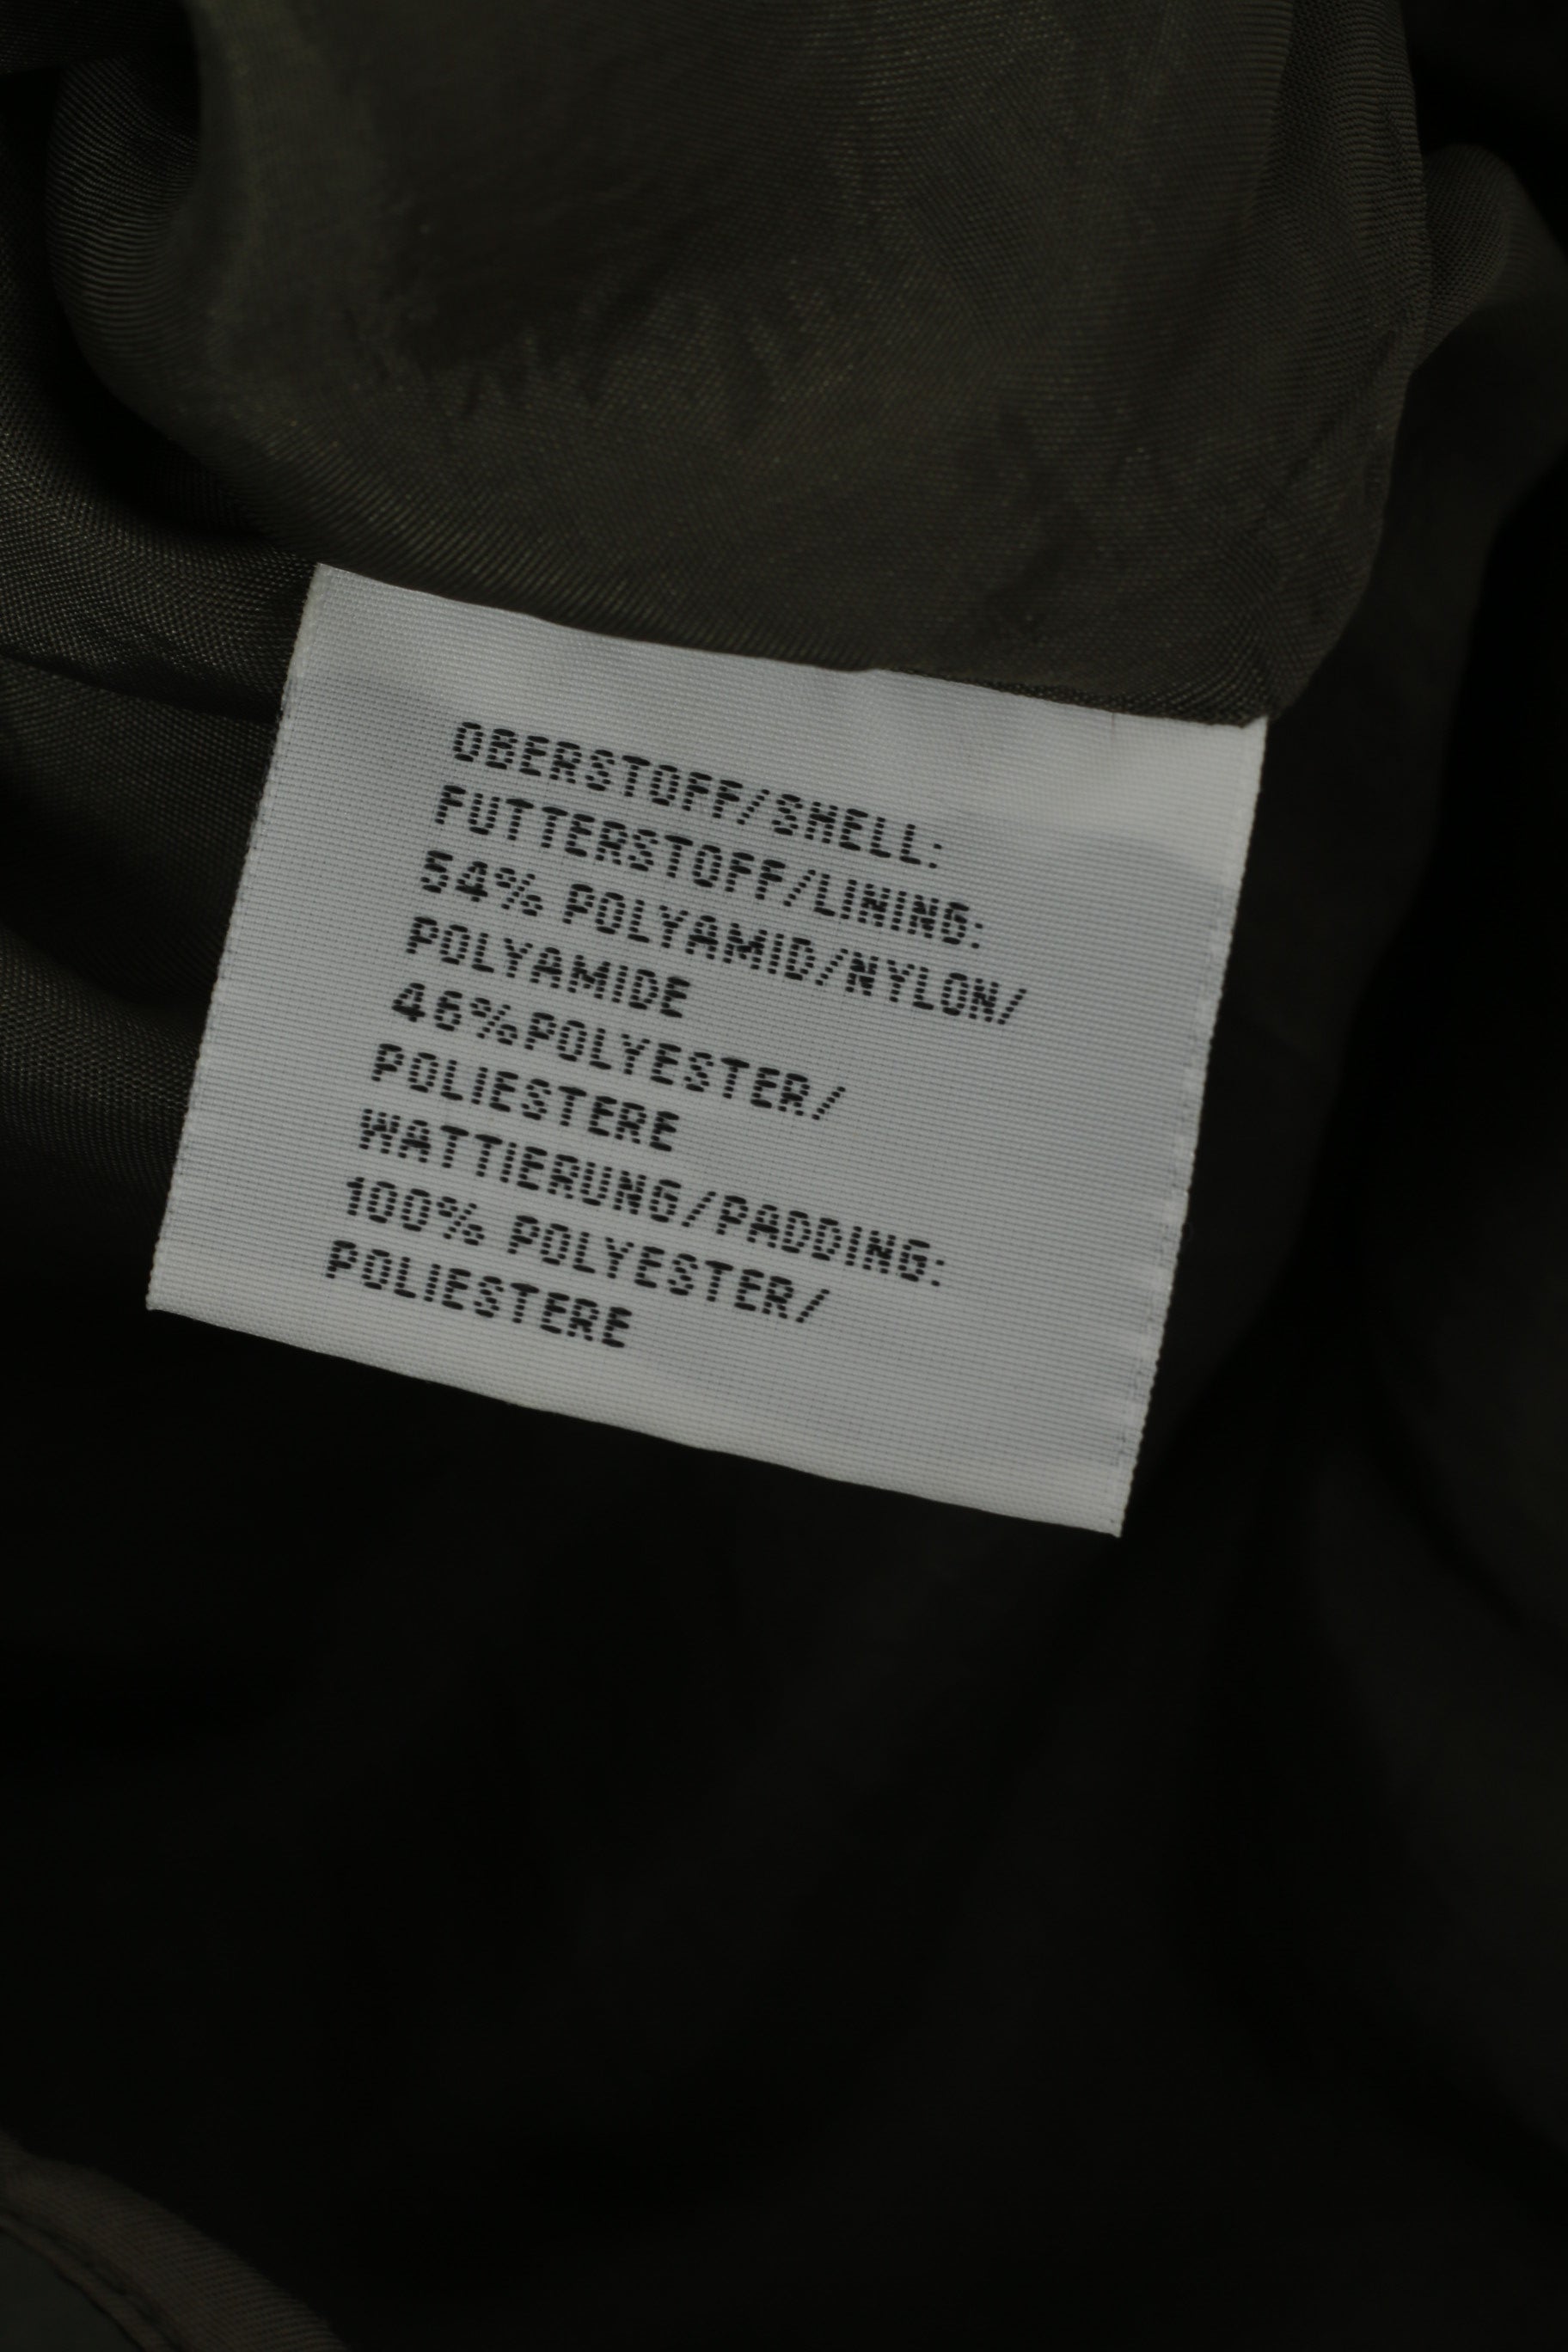 OBERSTOFF/SHELL:
FUTTERSTOFF/LINING:
54% POLYAMID/NYLON/
POLYAMIDE
46%POLYESTER/
POLIESTERE
WATTIERUNG/PADDING:
100% POLYESTER/
POLIESTERE